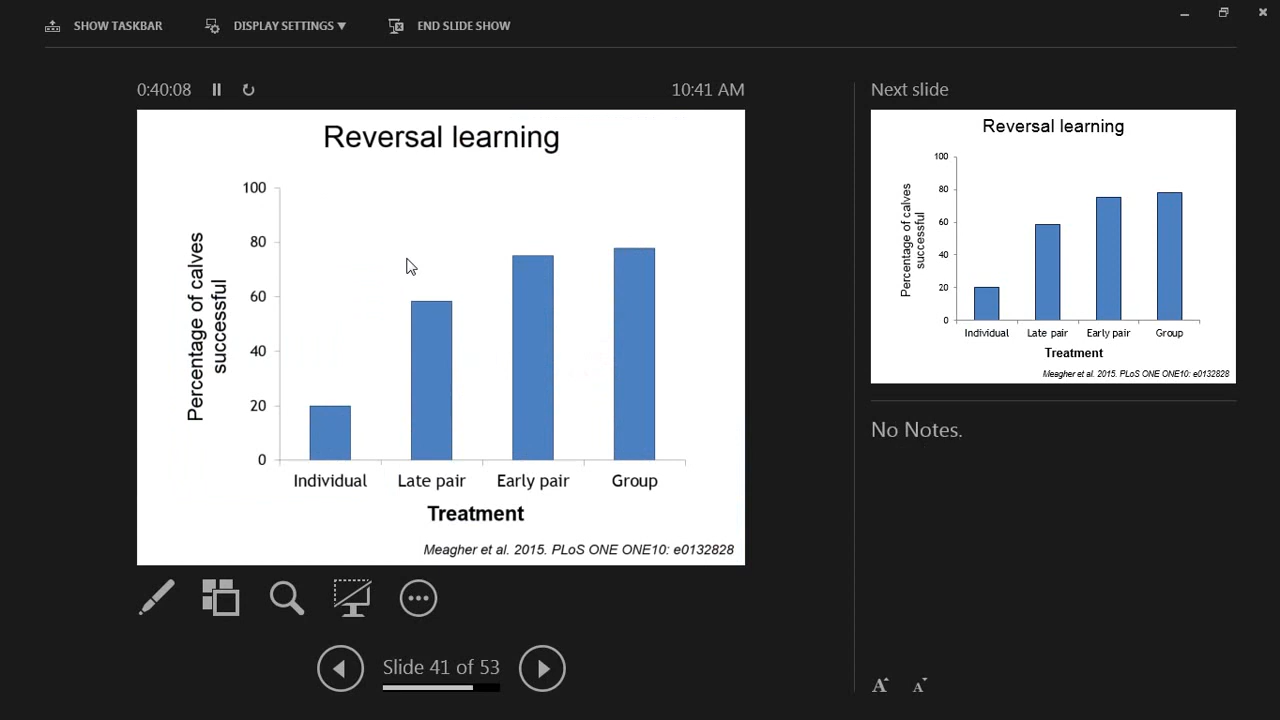 SHOW TASKBAR
DISPLAY SETTINGS ▼
END SLIDE SHOW
0:40:08
10:41 AM
Reversal learning
Percentage of calves
successful
100
80
60
40
20
0
Individual
Late pair
Early pair
Group
Treatment
Meagher et al. 2015. PLoS ONE ONE10: e0132828
Slide 41 of 53
Next slide
Reversal learning
Percentage of calves
successful
100
80
60
40
20
0
Individual
Late pair
Early pair
Group
Treatment
Meagher et al. 2015. PLoS ONE ONE10: e0132828
No Notes.
A
A